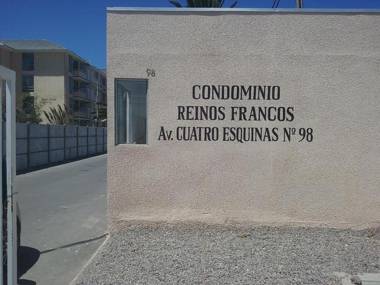 98
CONDOMINIO
REINOS FRANCOS
Av. CUATRO ESQUINAS Nº 98